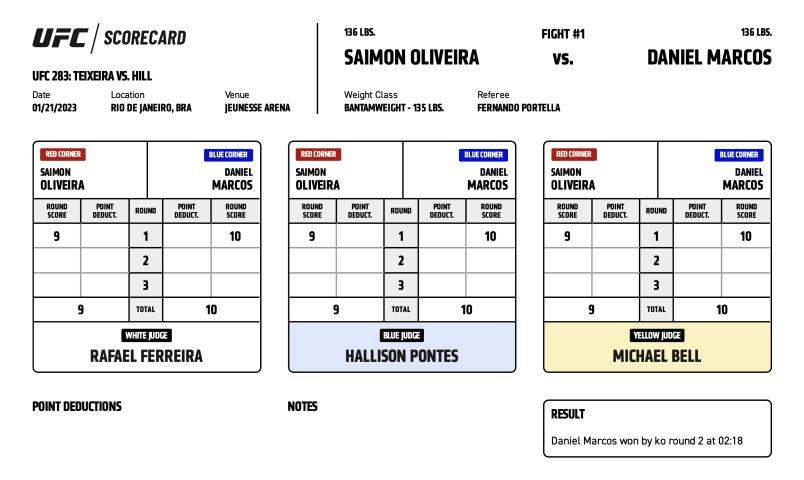 UFC / SCORECARD
UFC 283: TEIXEIRA VS. HILL
Date Location Venue
01/21/2023 RIO DE JANEIRO, BRA JEUNESSE ARENA
136 LBS. FIGHT #1 136 LBS.
SAIMON OLIVEIRA vs. DANIEL MARCOS
Weight Class Referee
BANTAMWEIGHT - 135 LBS. FERNANDO PORTELLA
RED CORNER BLUE CORNER
SAIMON DANIEL
OLIVEIRA MARCOS
ROUND POINT ROUND POINT ROUND
SCORE DEDUCT. DEDUCT. SCORE
9 1 10
2
3
9 TOTAL 10
WHITE JUDGE
RAFAEL FERREIRA
RED CORNER BLUE CORNER
SAIMON DANIEL
OLIVEIRA MARCOS
ROUND POINT ROUND POINT ROUND
SCORE DEDUCT. DEDUCT. SCORE
9 1 10
2
3
9 TOTAL 10
BLUE JUDGE
HALLISON PONTES
RED CORNER BLUE CORNER
SAIMON DANIEL
OLIVEIRA MARCOS
ROUND POINT ROUND POINT ROUND
SCORE DEDUCT. DEDUCT. SCORE
9 1 10
2
3
9 TOTAL 10
YELLOW JUDGE
MICHAEL BELL
POINT DEDUCTIONS
NOTES
RESULT
Daniel Marcos won by ko round 2 at 02:18